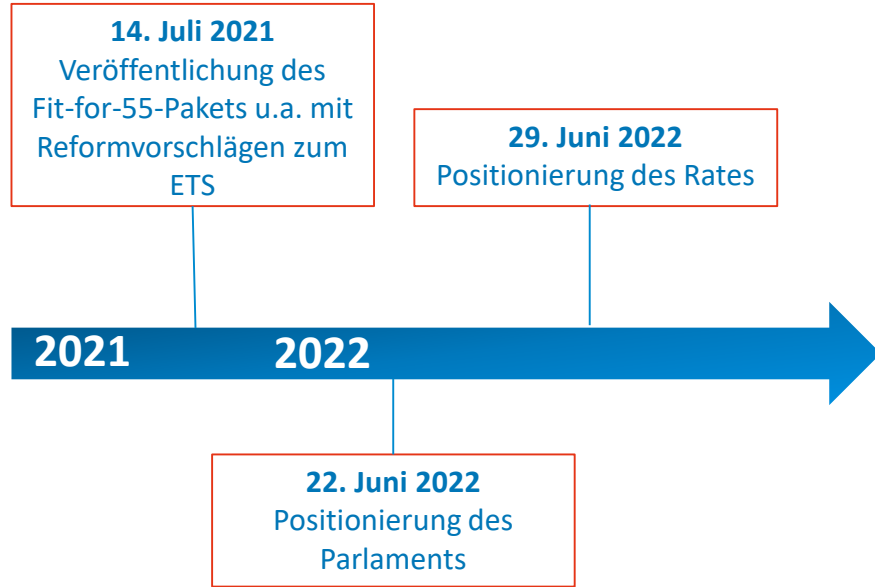 14. Juli 2021
Veröffentlichung des
Fit-for-55-Pakets u.a. mit
Reformvorschlägen zum
ETS
29. Juni 2022
Positionierung des Rates
2021
2022
22. Juni 2022
Positionierung des
Parlaments